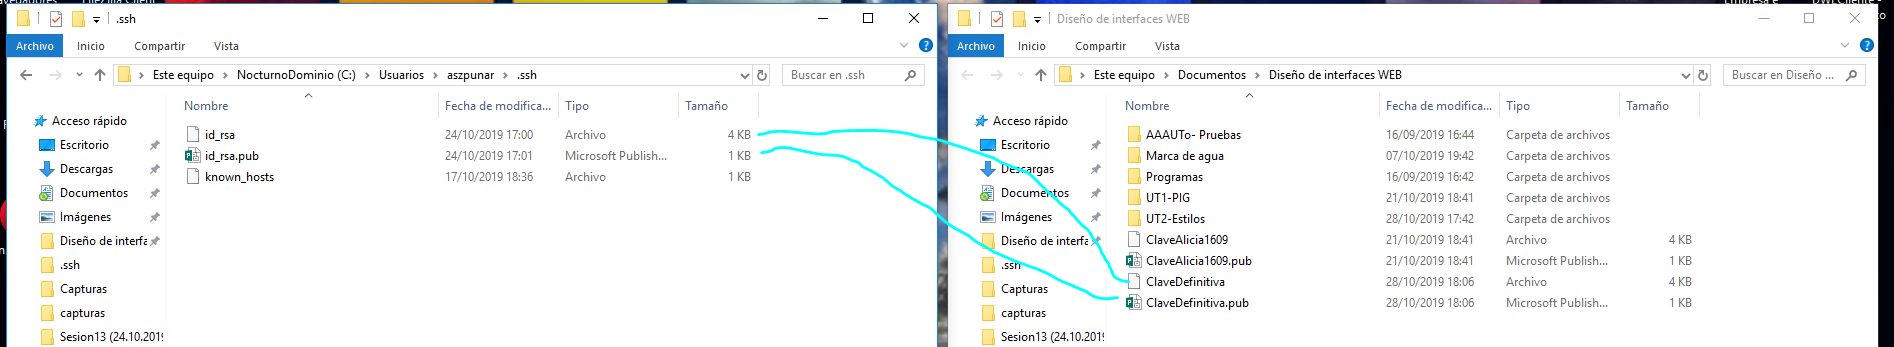 .ssh
Archivo Inicio Compartir Vista
Este equipo > NocturnoDominio (C:) > Usuarios > aszpunar > .ssh
Buscar en .ssh
Nombre Fecha de modifica... Tipo Tamaño
Acceso rápido
Escritorio
Descargas
Documentos
Imágenes
Diseño de interfa
.ssh
Capturas
capturas
Sesion13 (24.10.2019
id_rsa 24/10/2019 17:00 Archivo 4 KB
id_rsa.pub 24/10/2019 17:01 Microsoft Publish... 1 KB
known_hosts 17/10/2019 18:36 Archivo 1 KB
Diseño de interfaces WEB
Archivo Inicio Compartir Vista
Este equipo > Documentos > Diseño de interfaces WEB
Buscar en Diseño ...
Nombre Fecha de modifica... Tipo Tamaño
Acceso rápido
Escritorio
Descargas
Documentos
Imágenes
Diseño de interfa
.ssh
Capturas
capturas
Sesion13 (24.10.2019
AAAUTo- Pruebas 16/09/2019 16:44 Carpeta de archivos
Marca de agua 07/10/2019 19:42 Carpeta de archivos
Programas 16/09/2019 16:42 Carpeta de archivos
UT1-PIG 21/10/2019 18:41 Carpeta de archivos
UT2-Estilos 28/10/2019 17:42 Carpeta de archivos
ClaveAlicia1609 21/10/2019 18:41 Archivo 4 KB
ClaveAlicia1609.pub 21/10/2019 18:41 Microsoft Publish... 1 KB
ClaveDefinitiva 28/10/2019 18:06 Archivo 4 KB
ClaveDefinitiva.pub 28/10/2019 18:06 Microsoft Publish... 1 KB